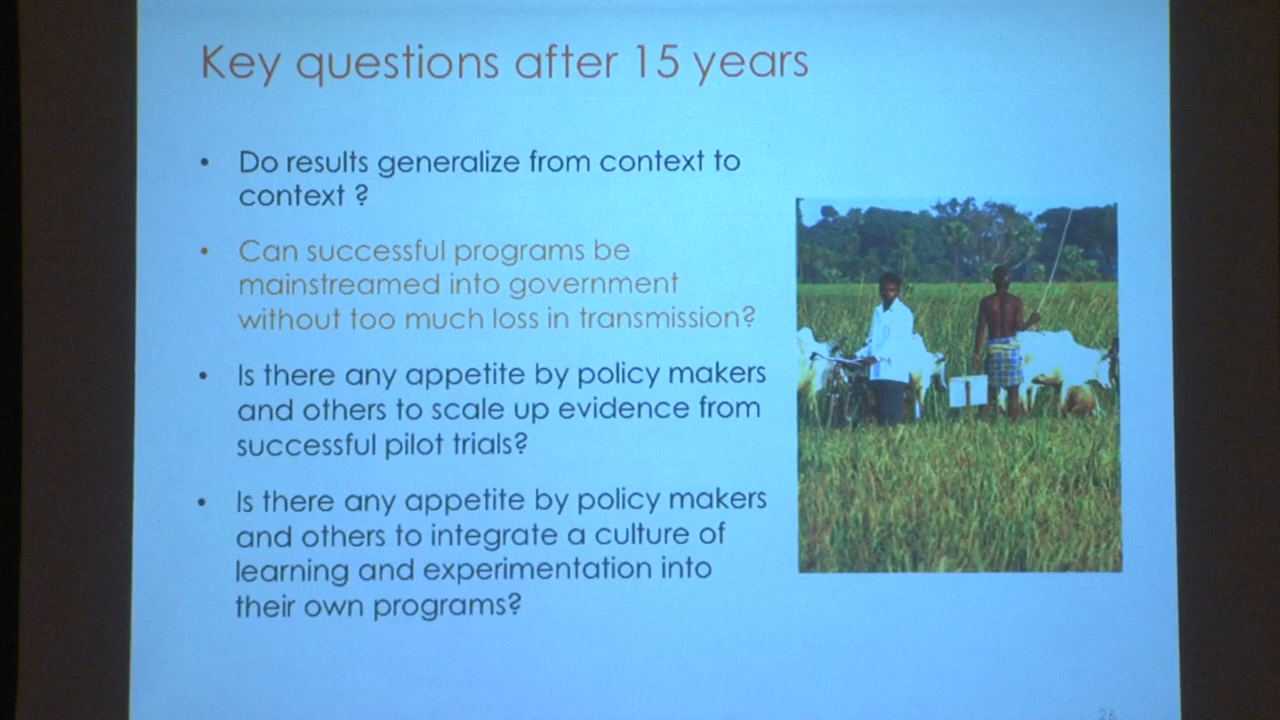 Key questions after 15 years
• Do results generalize from context to
context ?
• Can successful programs be
mainstreamed into government
without too much loss in transmission?
• Is there any appetite by policy makers
and others to scale up evidence from
successful pilot trials?
• Is there any appetite by policy makers
and others to integrate a culture of
learning and experimentation into
their own programs?